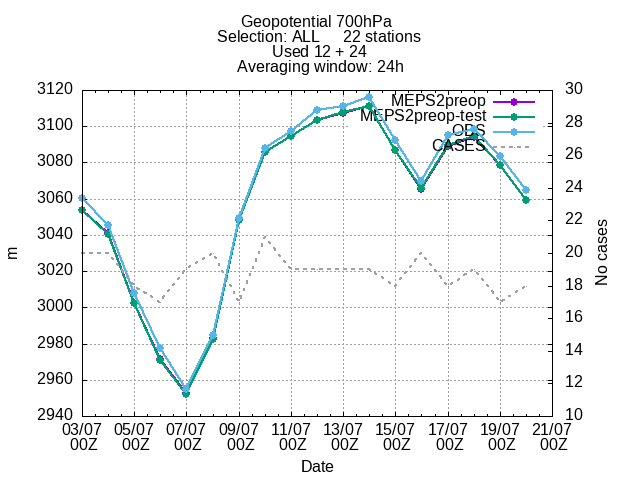 Geopotential 700hPa
Selection: ALL 22 stations
Used 12 + 24
Averaging window: 24h
MEPS2preop
MEPS2preop-test
OBS
CASES
3120
3100
3080
3060
3040
3020
3000
2980
2960
2940
m
30
28
26
24
22
20
18
16
14
12
10
No cases
03/07 05/07 07/07 09/07 11/07 13/07 15/07 17/07 19/07 21/07
00Z 00Z 00Z 00Z 00Z 00Z 00Z 00Z 00Z 00Z
Date